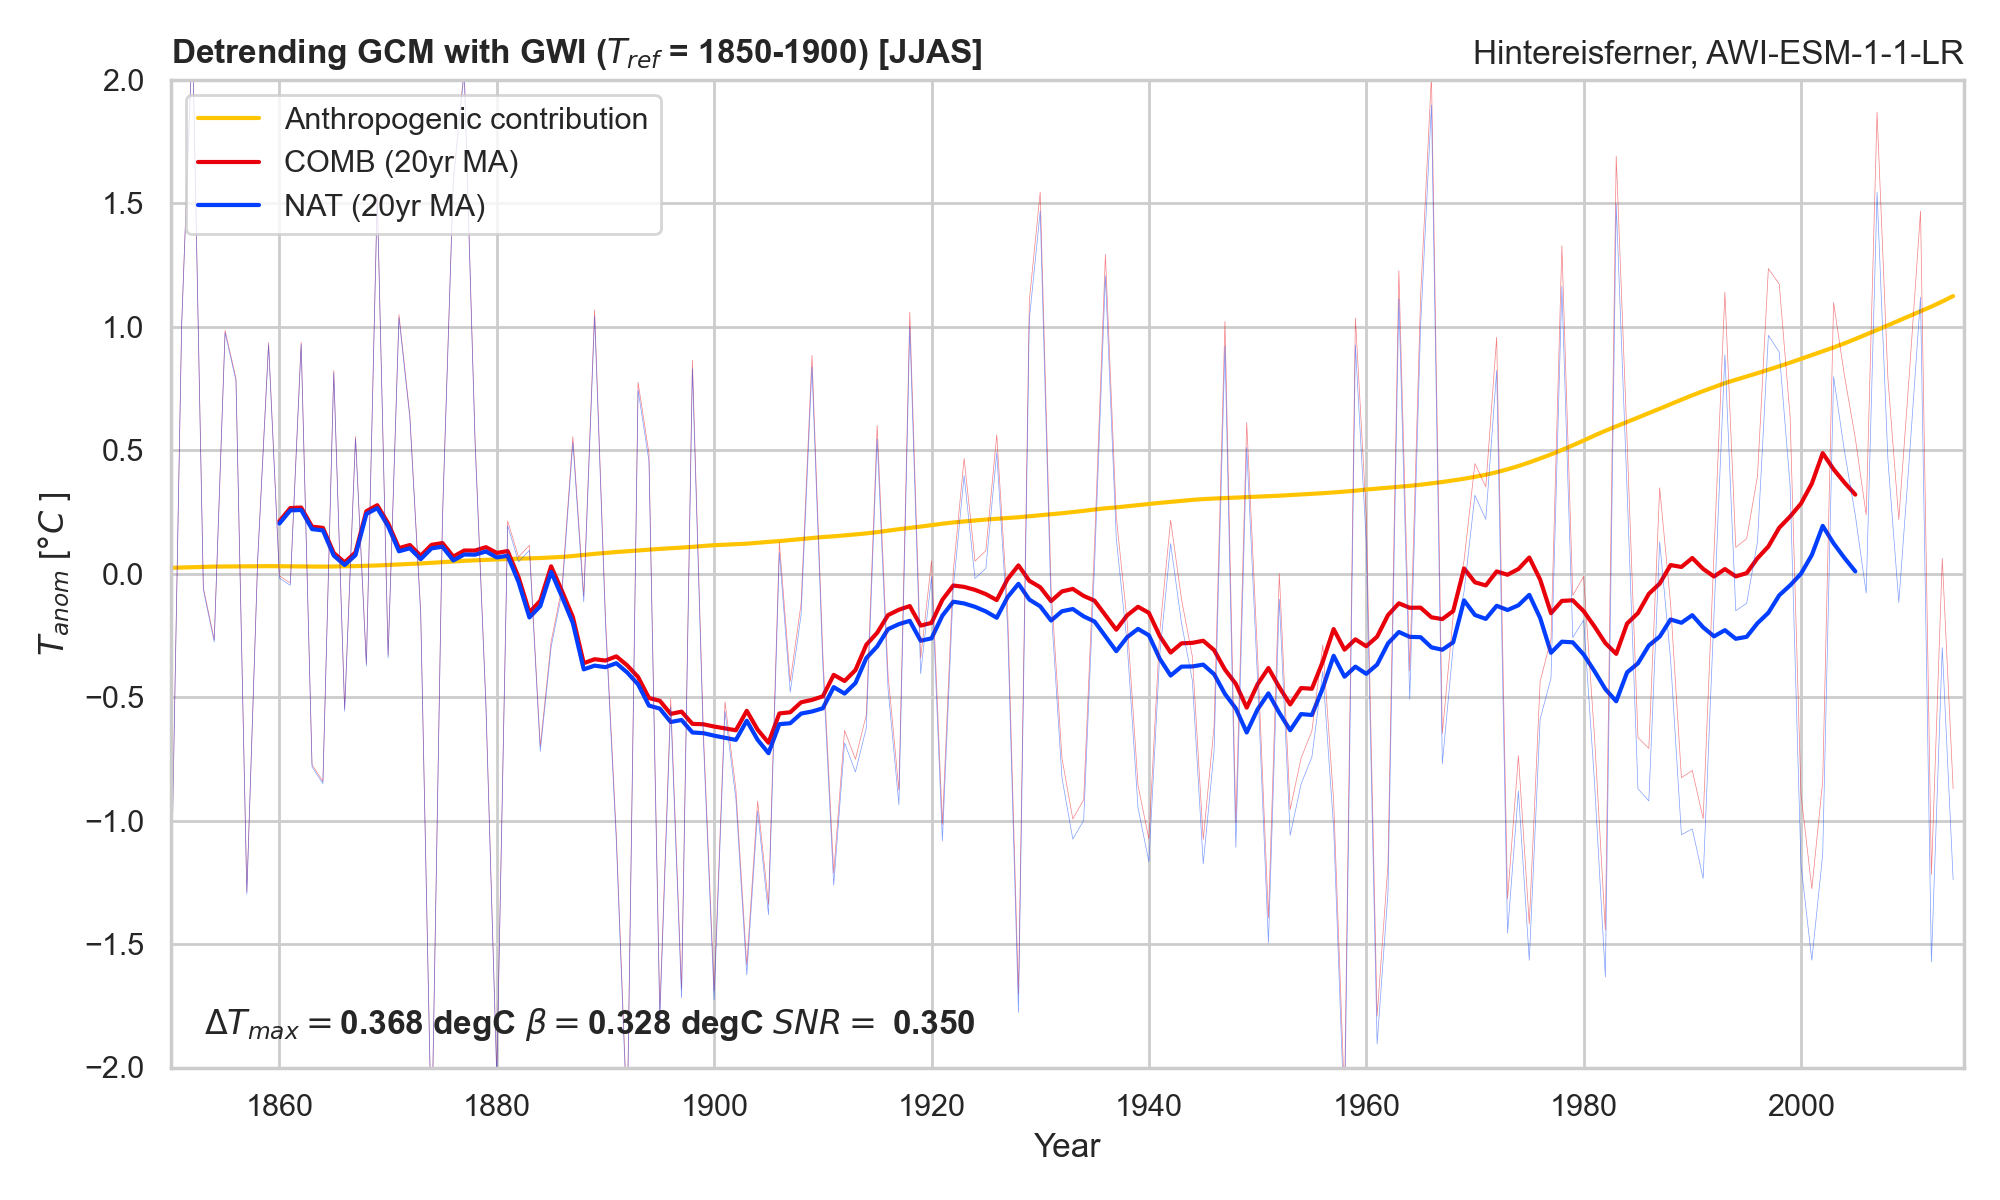 Detrending GCM with GWI (T_ref = 1850-1900) [JJAS]
Hintereisferner, AWI-ESM-1-1-LR
2.0
1.5
1.0
0.5
0.0
−0.5
−1.0
−1.5
−2.0
T_anom [°C]
Anthropogenic contribution
COMB (20yr MA)
NAT (20yr MA)
ΔT_max = 0.368 degC β = 0.328 degC SNR = 0.350
1860 1880 1900 1920 1940 1960 1980 2000
Year